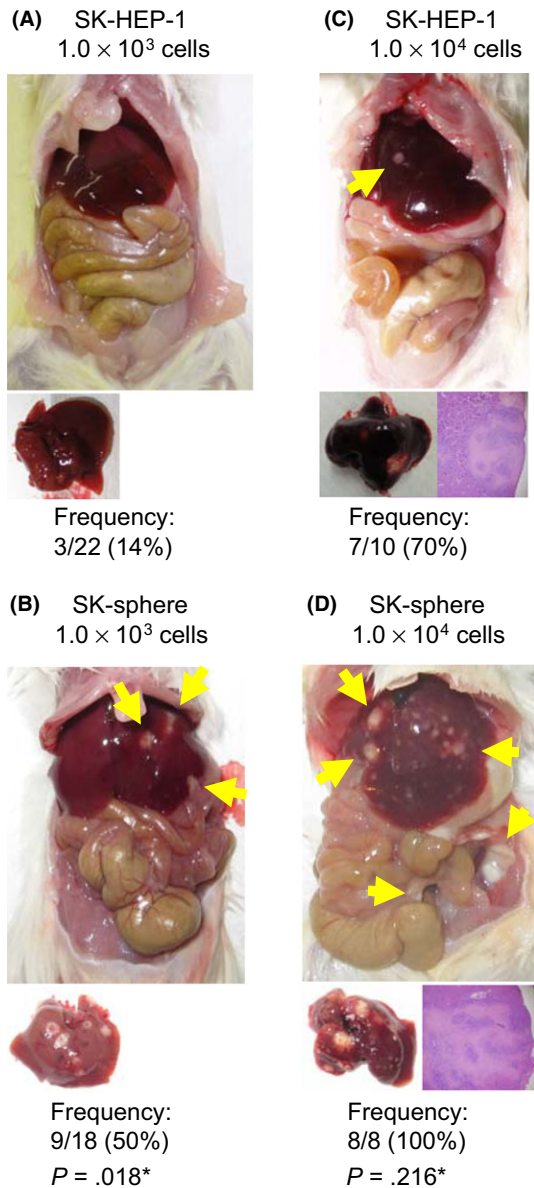 (A) SK-HEP-1
1.0 × 10³ cells
Frequency:
3/22 (14%)
(C) SK-HEP-1
1.0 × 10⁴ cells
Frequency:
7/10 (70%)
(B) SK-sphere
1.0 × 10³ cells
Frequency:
9/18 (50%)
P = .018*
(D) SK-sphere
1.0 × 10⁴ cells
Frequency:
8/8 (100%)
P = .216*